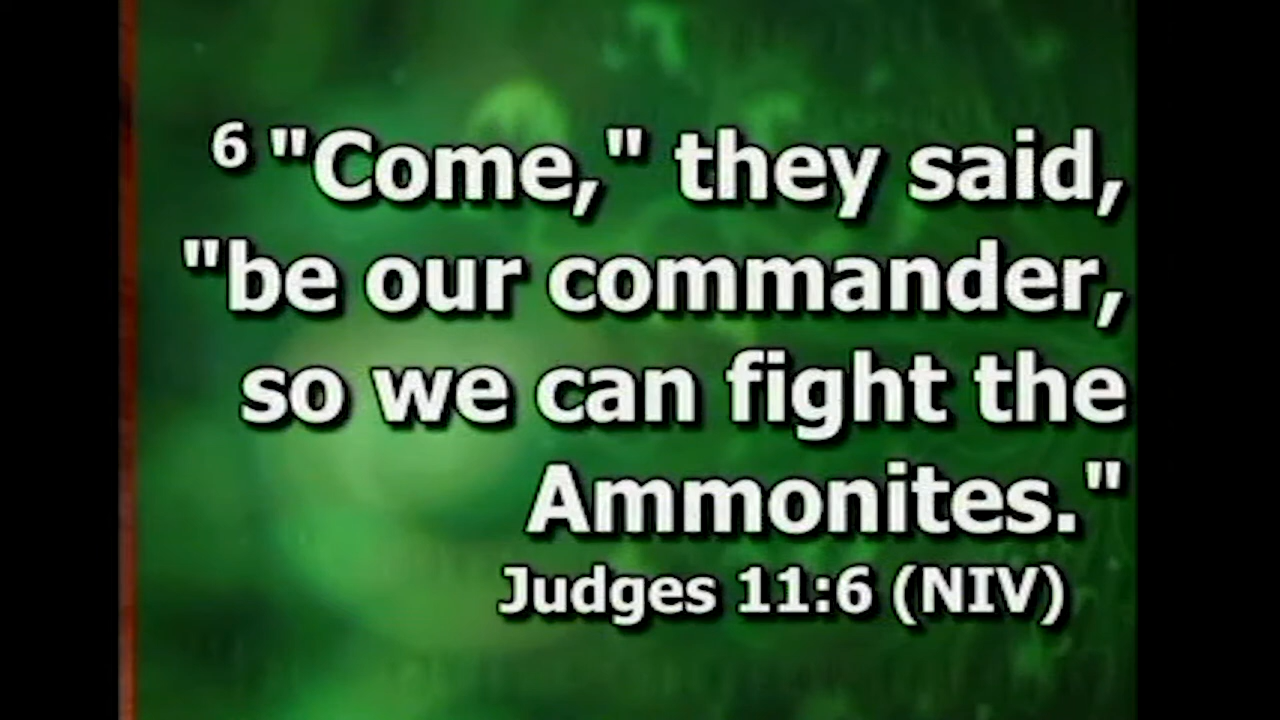 6 "Come," they said,
"be our commander,
so we can fight the
Ammonites."
Judges 11:6 (NIV)